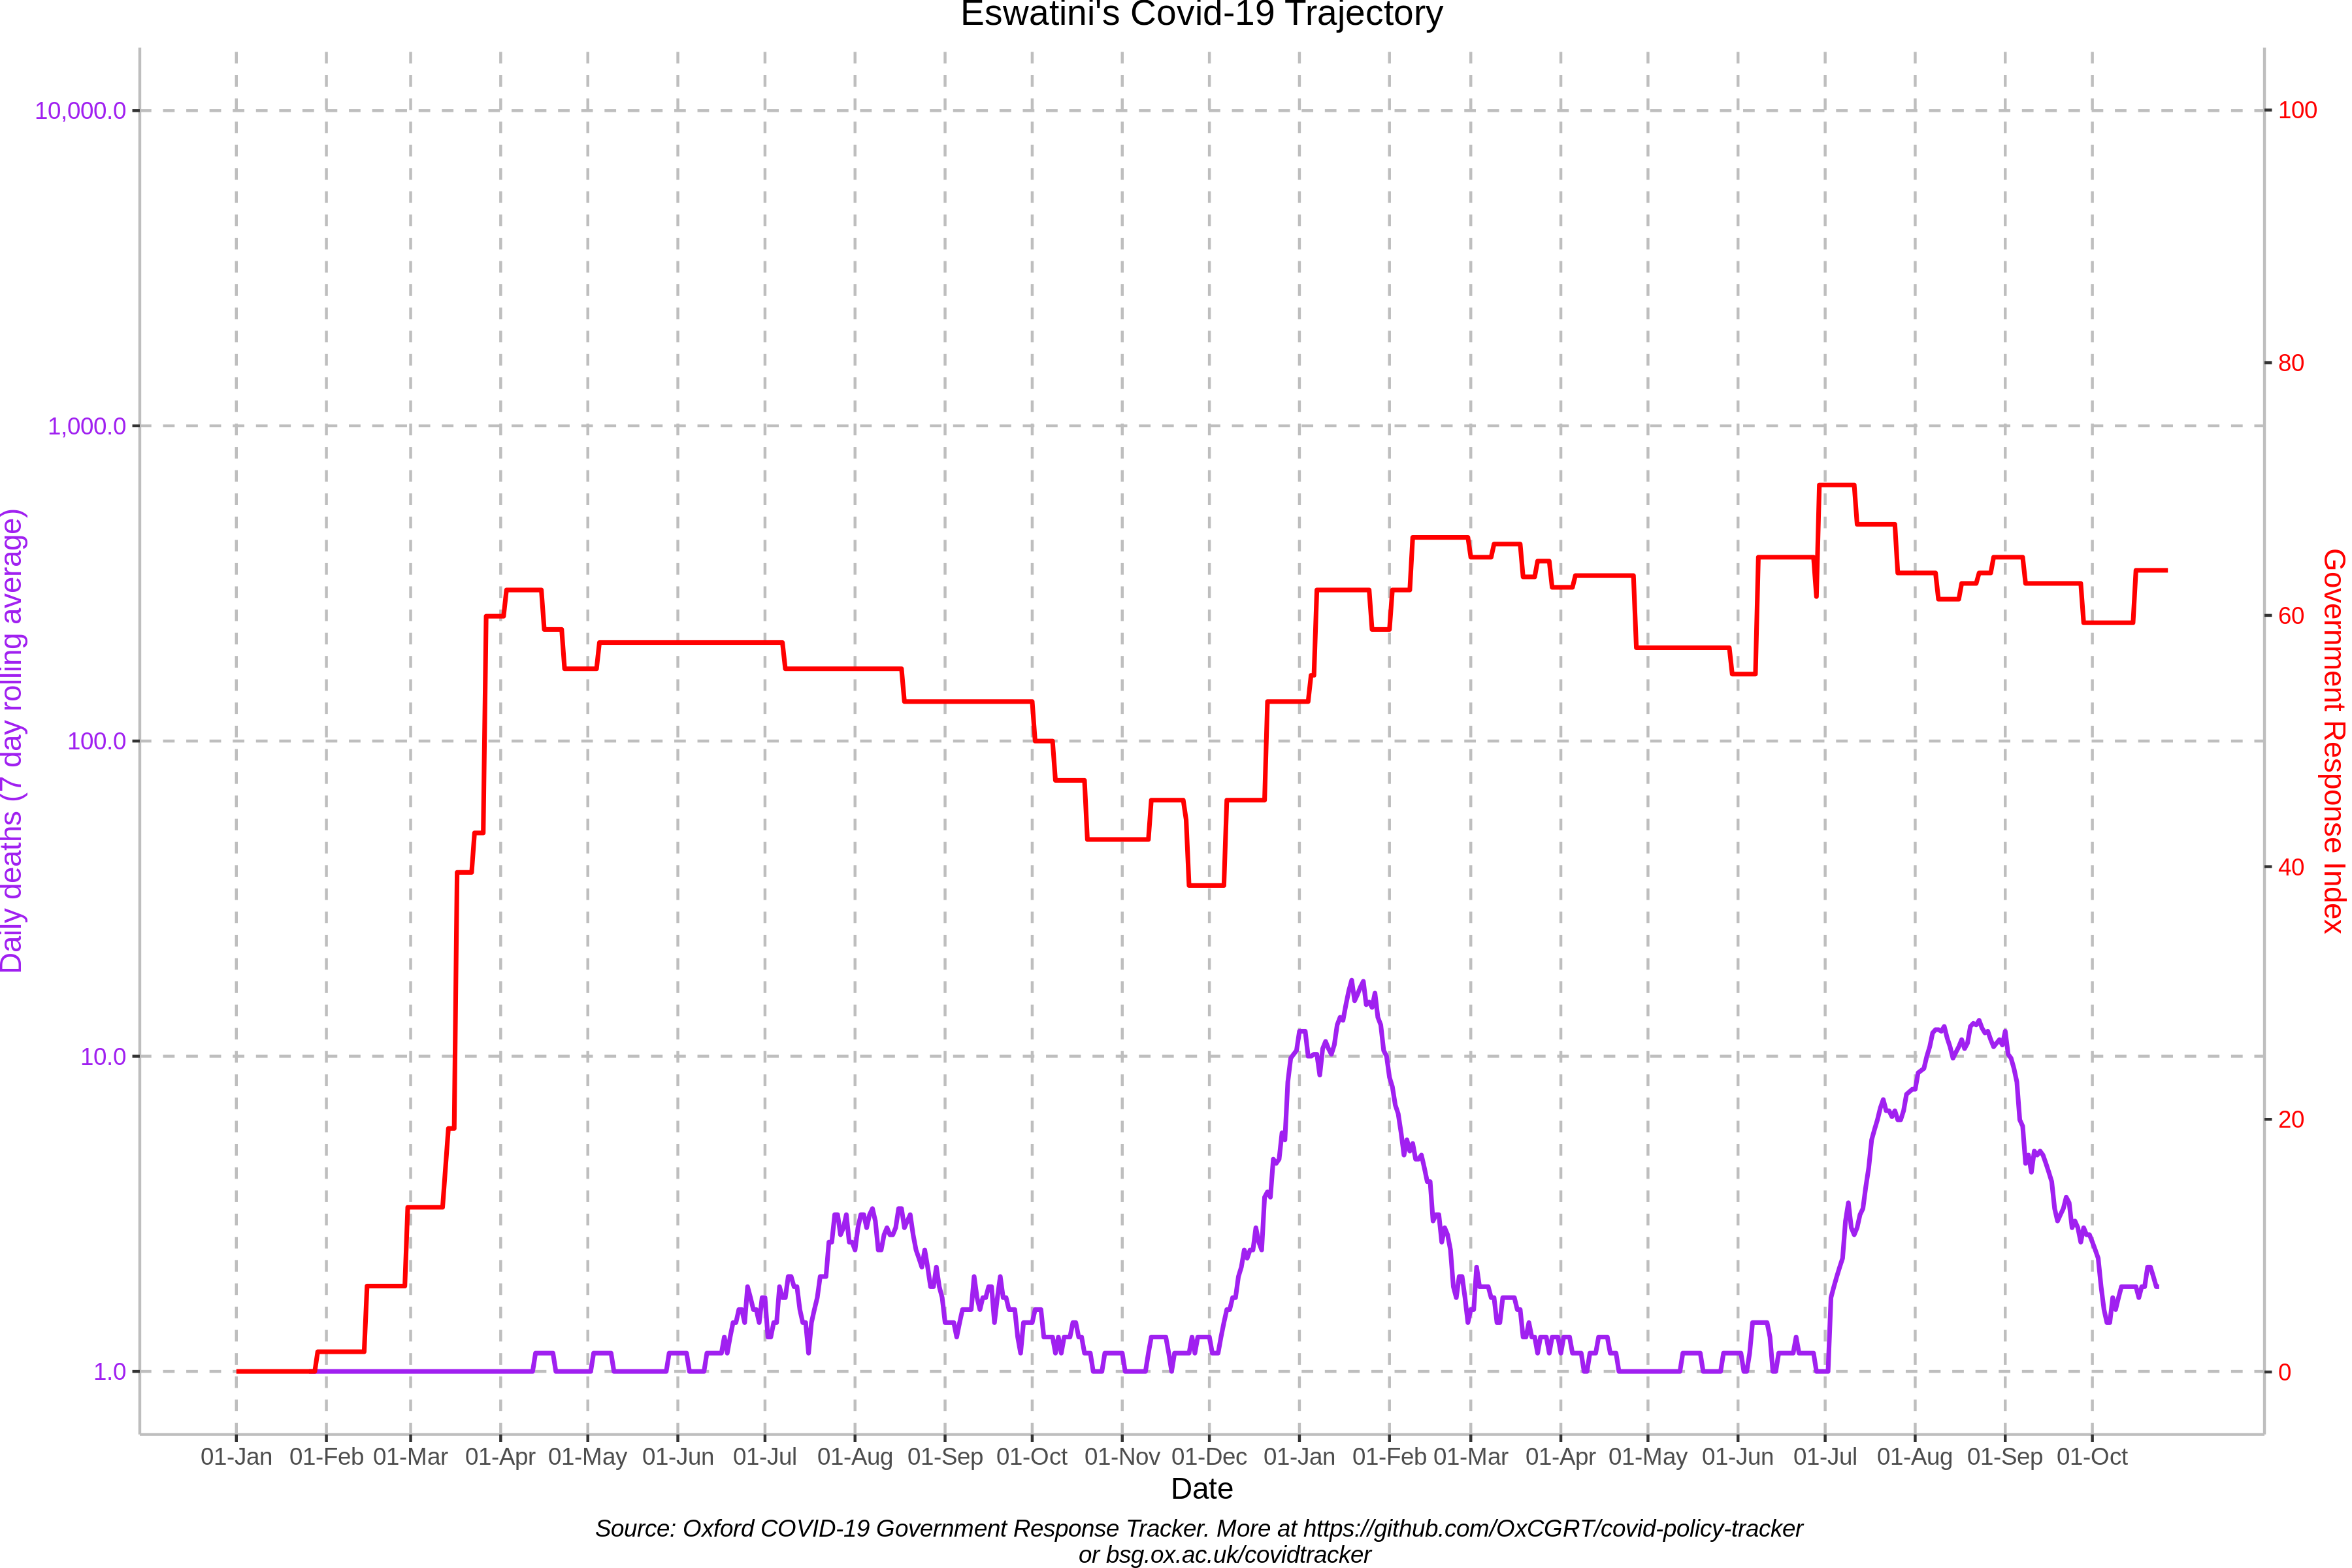 Eswatini's Covid-19 Trajectory
10,000.0
1,000.0
100.0
10.0
1.0
Daily deaths (7 day rolling average)
100
80
60
40
20
0
Government Response Index
01-Jan 01-Feb 01-Mar 01-Apr 01-May 01-Jun 01-Jul 01-Aug 01-Sep 01-Oct 01-Nov 01-Dec 01-Jan 01-Feb 01-Mar 01-Apr 01-May 01-Jun 01-Jul 01-Aug 01-Sep 01-Oct
Date
Source: Oxford COVID-19 Government Response Tracker. More at https://github.com/OxCGRT/covid-policy-tracker
or bsg.ox.ac.uk/covidtracker